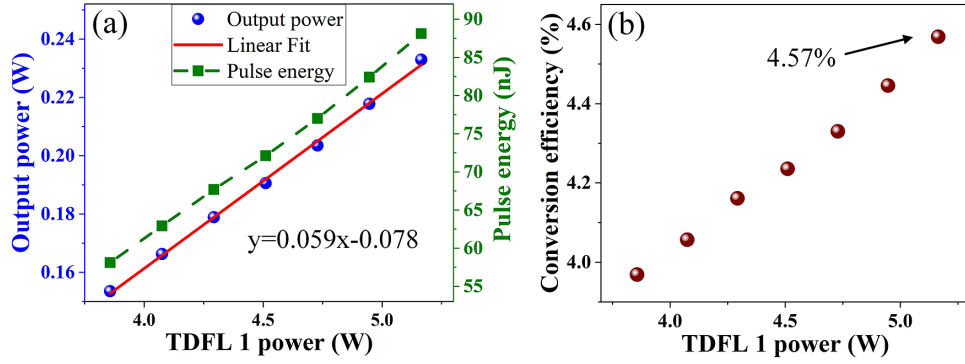 (a)
Output power
Linear Fit
Pulse energy
y=0.059x-0.078
Output power (W)
0.24
0.22
0.20
0.18
0.16
Pulse energy (nJ)
90
85
80
75
70
65
60
55
4.0 4.5 5.0
TDFL 1 power (W)
(b)
4.57%
Conversion efficiency (%)
4.6
4.4
4.2
4.0
4.0 4.5 5.0
TDFL 1 power (W)